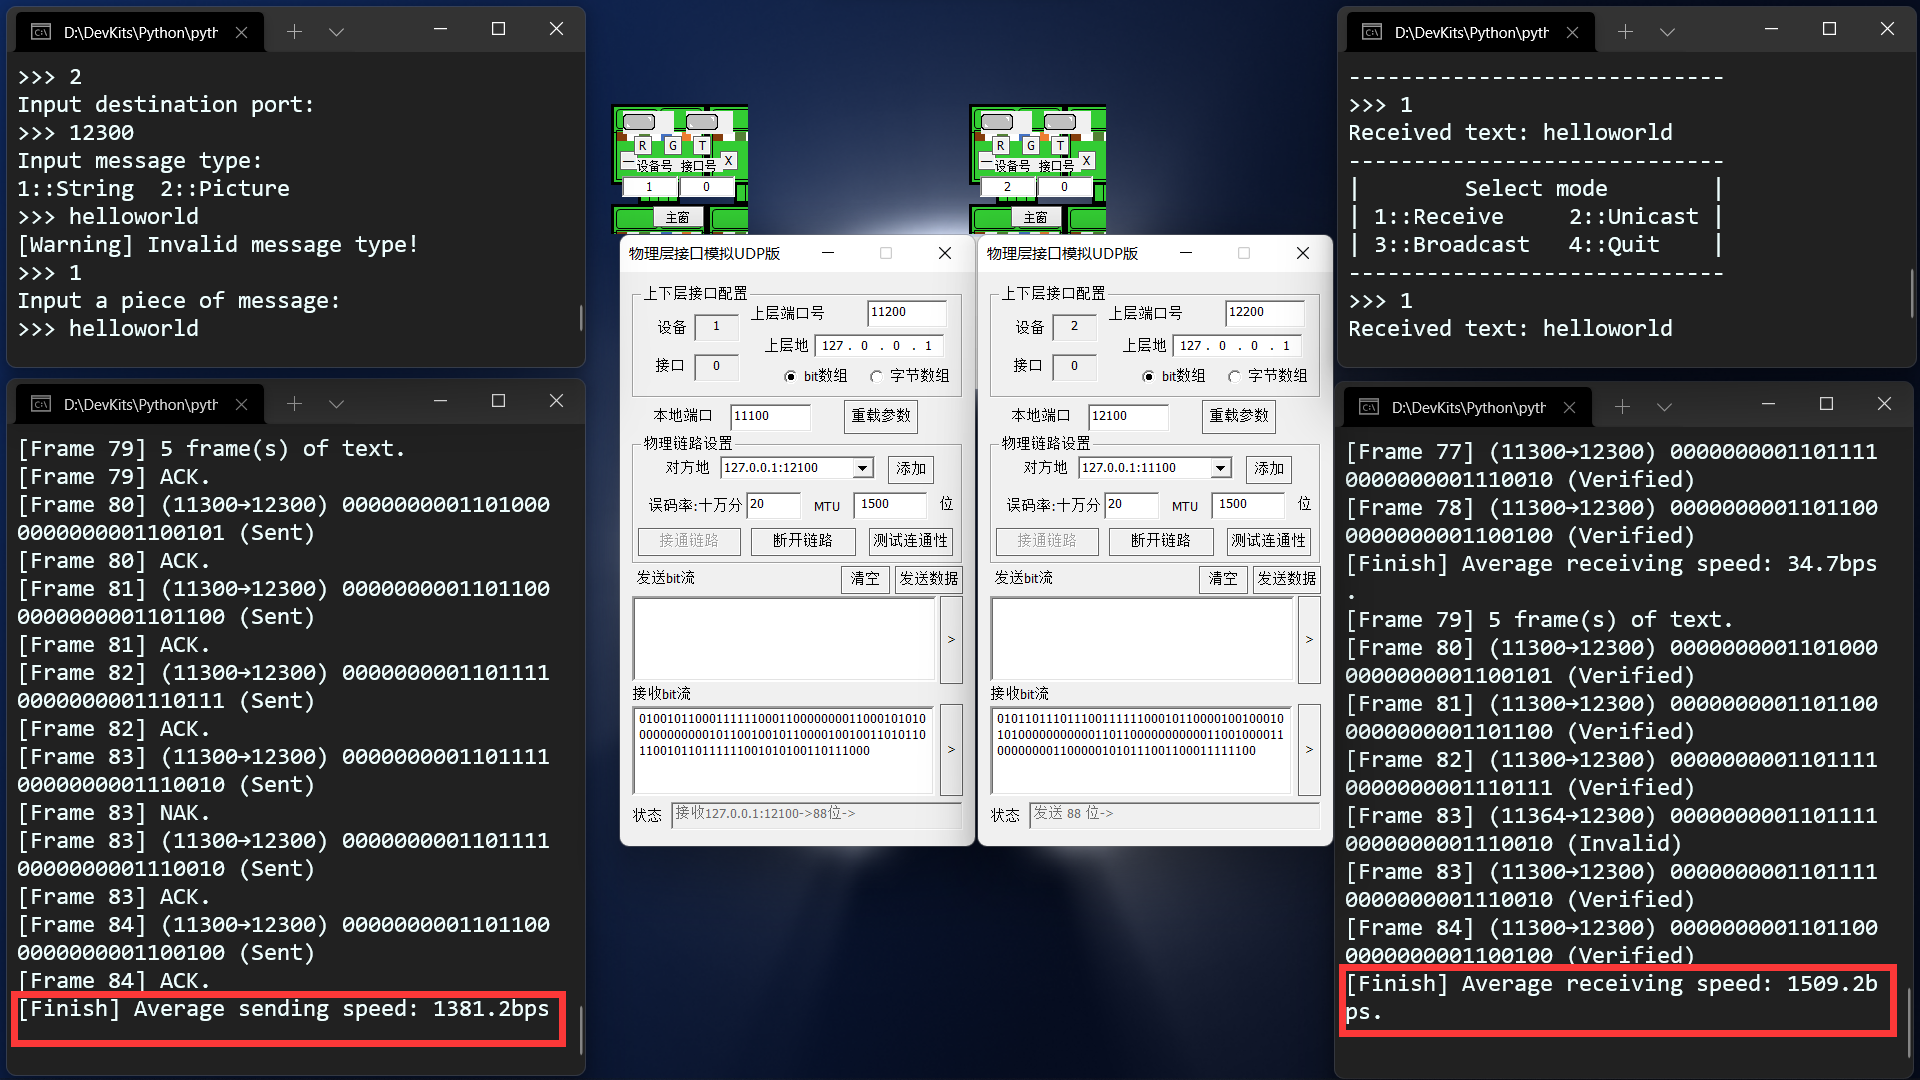 D:\DevKits\Python\pyth
>>> 2
Input destination port:
>>> 12300
Input message type:
1::String  2::Picture
>>> helloworld
[Warning] Invalid message type!
>>> 1
Input a piece of message:
>>> helloworld
D:\DevKits\Python\pyth
[Frame 79] 5 frame(s) of text.
[Frame 79] ACK.
[Frame 80] (11300→12300) 0000000001101000
0000000001100101 (Sent)
[Frame 80] ACK.
[Frame 81] (11300→12300) 0000000001101100
0000000001101100 (Sent)
[Frame 81] ACK.
[Frame 82] (11300→12300) 0000000001101111
0000000001110111 (Sent)
[Frame 82] ACK.
[Frame 83] (11300→12300) 0000000001101111
0000000001110010 (Sent)
[Frame 83] NAK.
[Frame 83] (11300→12300) 0000000001101111
0000000001110010 (Sent)
[Frame 83] ACK.
[Frame 84] (11300→12300) 0000000001101100
0000000001100100 (Sent)
[Frame 84] ACK.
[Finish] Average sending speed: 1381.2bps
R G T
设备号 接口号 X
1 0
主窗
R G T
设备号 接口号 X
2 0
主窗
物理层接口模拟UDP版
上下层接口配置
设备 1 上层端口号 11200
上层地 127 . 0 . 0 . 1
接口 0
bit数组 字节数组
本地端口 11100 重载参数
物理链路设置
对方地 127.0.0.1:12100 添加
误码率:十万分 20 MTU 1500 位
接通链路 断开链路 测试连通性
发送bit流 清空 发送数据
>
接收bit流
>
状态 接收127.0.0.1:12100->88位->
物理层接口模拟UDP版
上下层接口配置
设备 2 上层端口号 12200
上层地 127 . 0 . 0 . 1
接口 0
bit数组 字节数组
本地端口 12100 重载参数
物理链路设置
对方地 127.0.0.1:11100 添加
误码率:十万分 20 MTU 1500 位
接通链路 断开链路 测试连通性
发送bit流 清空 发送数据
>
接收bit流
>
状态 发送 88 位->
D:\DevKits\Python\pyth
-----------------------------
>>> 1
Received text: helloworld
-----------------------------
|        Select mode        |
| 1::Receive     2::Unicast |
| 3::Broadcast   4::Quit    |
-----------------------------
>>> 1
Received text: helloworld
D:\DevKits\Python\pyth
[Frame 77] (11300→12300) 0000000001101111
0000000001110010 (Verified)
[Frame 78] (11300→12300) 0000000001101100
0000000001100100 (Verified)
[Finish] Average receiving speed: 34.7bps
.
[Frame 79] 5 frame(s) of text.
[Frame 80] (11300→12300) 0000000001101000
0000000001100101 (Verified)
[Frame 81] (11300→12300) 0000000001101100
0000000001101100 (Verified)
[Frame 82] (11300→12300) 0000000001101111
0000000001110111 (Verified)
[Frame 83] (11364→12300) 0000000001101111
0000000001110010 (Invalid)
[Frame 83] (11300→12300) 0000000001101111
0000000001110010 (Verified)
[Frame 84] (11300→12300) 0000000001101100
0000000001100100 (Verified)
[Finish] Average receiving speed: 1509.2b
ps.